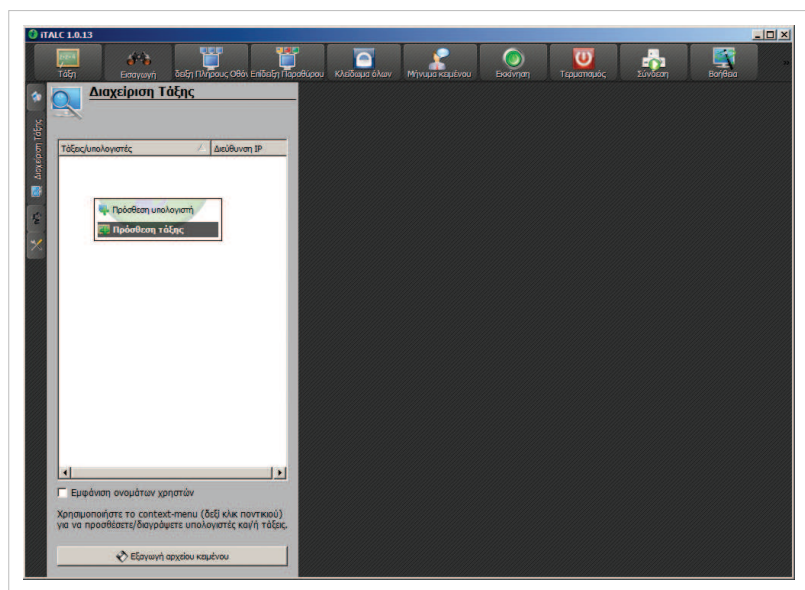 iTALC 1.0.13
Τάξη
Εισαγωγή
δειξη Πλήρους Οθόν
Επίδειξη Παραθύρου
Κλείδωμα όλων
Μήνυμα κειμένου
Εκκίνηση
Τερματισμός
Σύνδεση
Βοήθεια
»
Διαχείριση Τάξης
Διαχείριση Τάξης
Τάξεις/υπολογιστές
Διεύθυνση IP
Πρόσθεση υπολογιστή
Πρόσθεση τάξης
Εμφάνιση ονομάτων χρηστών
Χρησιμοποιήστε το context-menu (δεξί κλικ ποντικιού)
για να προσθέσετε/διαγράψετε υπολογιστές και/ή τάξεις.
Εξαγωγή αρχείου κειμένου